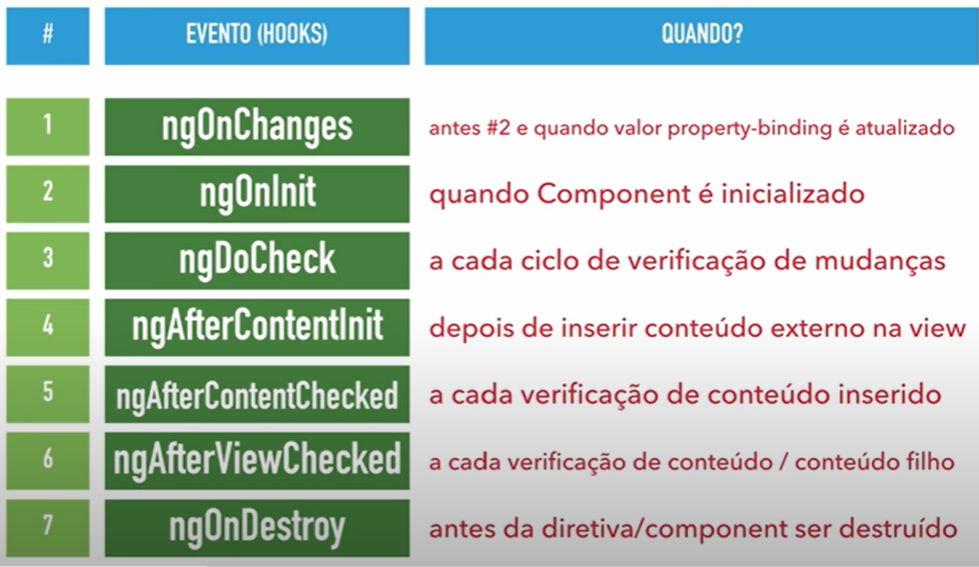 # EVENTO (HOOKS) QUANDO?
1 ngOnChanges antes #2 e quando valor property-binding é atualizado
2 ngOnInit quando Component é inicializado
3 ngDoCheck a cada ciclo de verificação de mudanças
4 ngAfterContentInit depois de inserir conteúdo externo na view
5 ngAfterContentChecked a cada verificação de conteúdo inserido
6 ngAfterViewChecked a cada verificação de conteúdo / conteúdo filho
7 ngOnDestroy antes da diretiva/component ser destruído